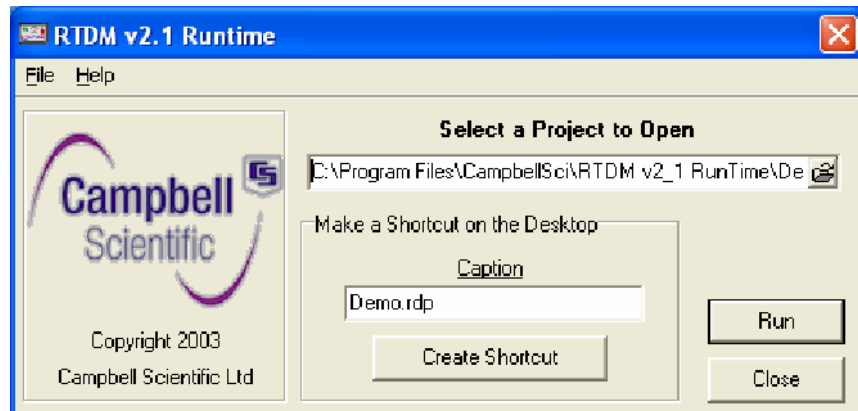 RTDM v2.1 Runtime
File Help
Select a Project to Open
C:\Program Files\CampbellSci\RTDM v2_1 RunTime\De
Campbell
Scientific
Make a Shortcut on the Desktop
Caption
Demo.rdp
Create Shortcut
Copyright 2003
Campbell Scientific Ltd
Run
Close